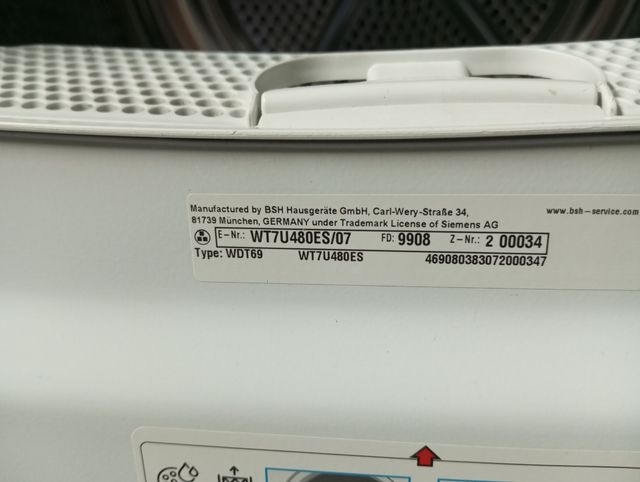 Manufactured by BSH Hausgeräte GmbH, Carl-Wery-Straße 34, www.bsh-service.com
81739 München, GERMANY under Trademark License of Siemens AG
E-Nr.: WT7U480ES/07 FD: 9908 Z-Nr.: 2 00034
Type: WDT69 WT7U480ES 469080383072000347